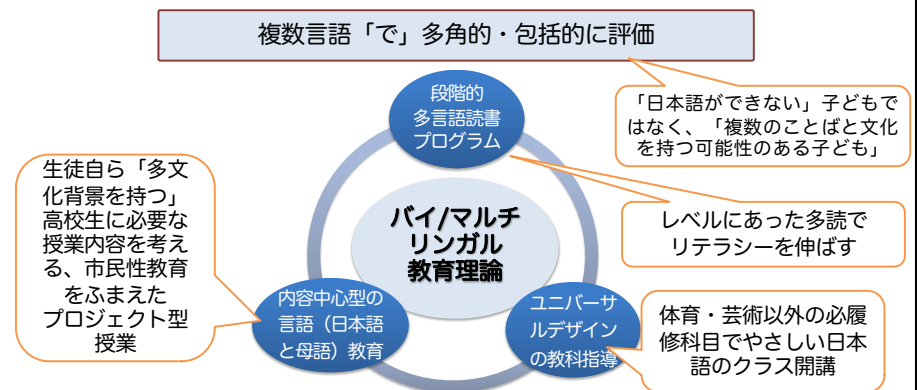 複数言語「で」多角的・包括的に評価
「日本語ができない」子どもで
はなく、「複数のことばと文化
を持つ可能性のある子ども」
段階的
多言語読書
プログラム
レベルにあった多読で
リテラシーを伸ばす
生徒自ら「多文
化背景を持つ」
高校生に必要な
授業内容を考え
る、市民性教育
をふまえた
プロジェクト型
授業
バイ/マルチ
リンガル
教育理論
内容中心型の
言語（日本語
と母語）教育
ユニバーサ
ルデザイン
の教科指導
体育・芸術以外の必履
修科目でやさしい日本
語のクラス開講